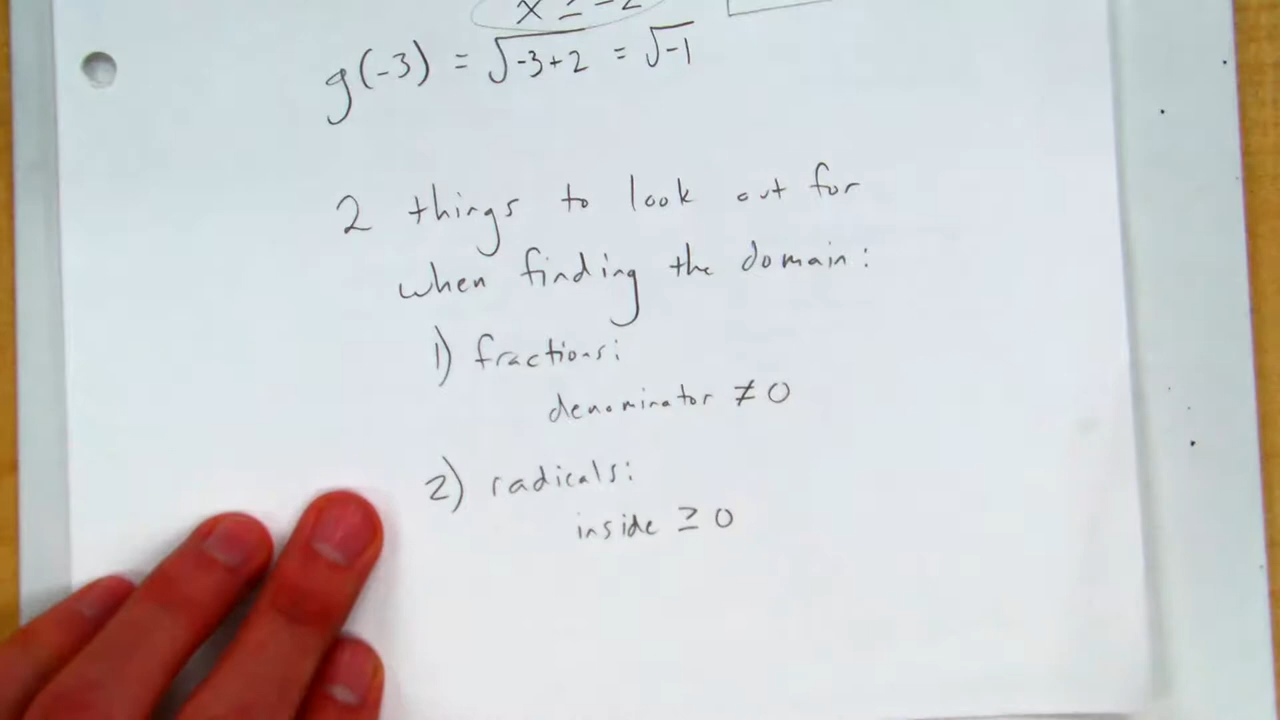 x ≥ -2
g(-3) = √-3+2 = √-1
2 things to look out for
when finding the domain:
1) fractions:
denominator ≠ 0
2) radicals:
inside ≥ 0